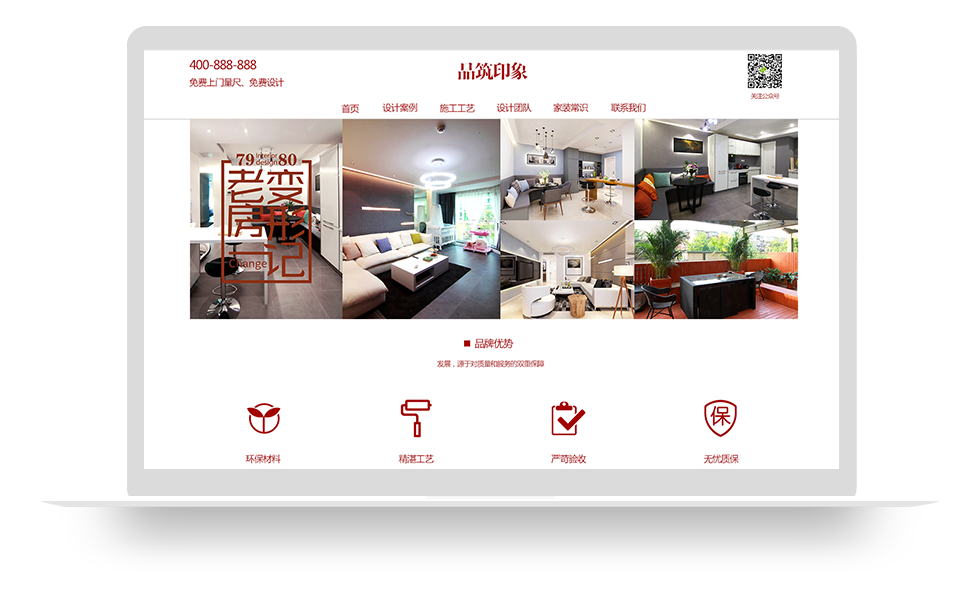 400-888-888
免费上门量尺、免费设计
品筑印象
关注公众号
首页 设计案例 施工工艺 设计团队 家装常识 联系我们
79 Interior design 80
老房变形记
Change
品牌优势
发展，源于对质量和服务的双重保障
保
环保材料 精湛工艺 严苛验收 无忧质保